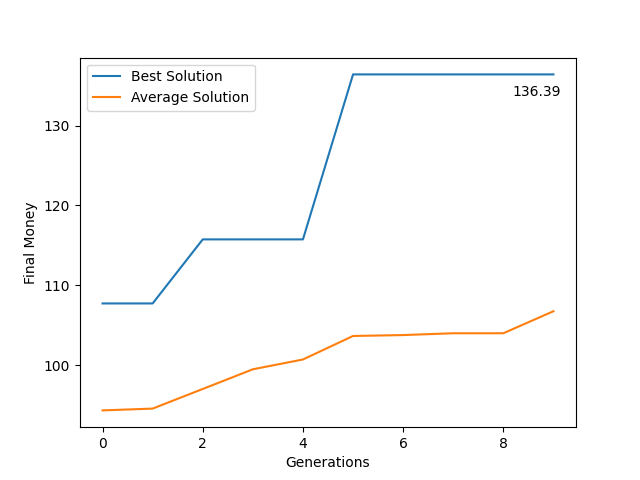 Best Solution
Average Solution
136.39
Final Money
130
120
110
100
0 2 4 6 8
Generations